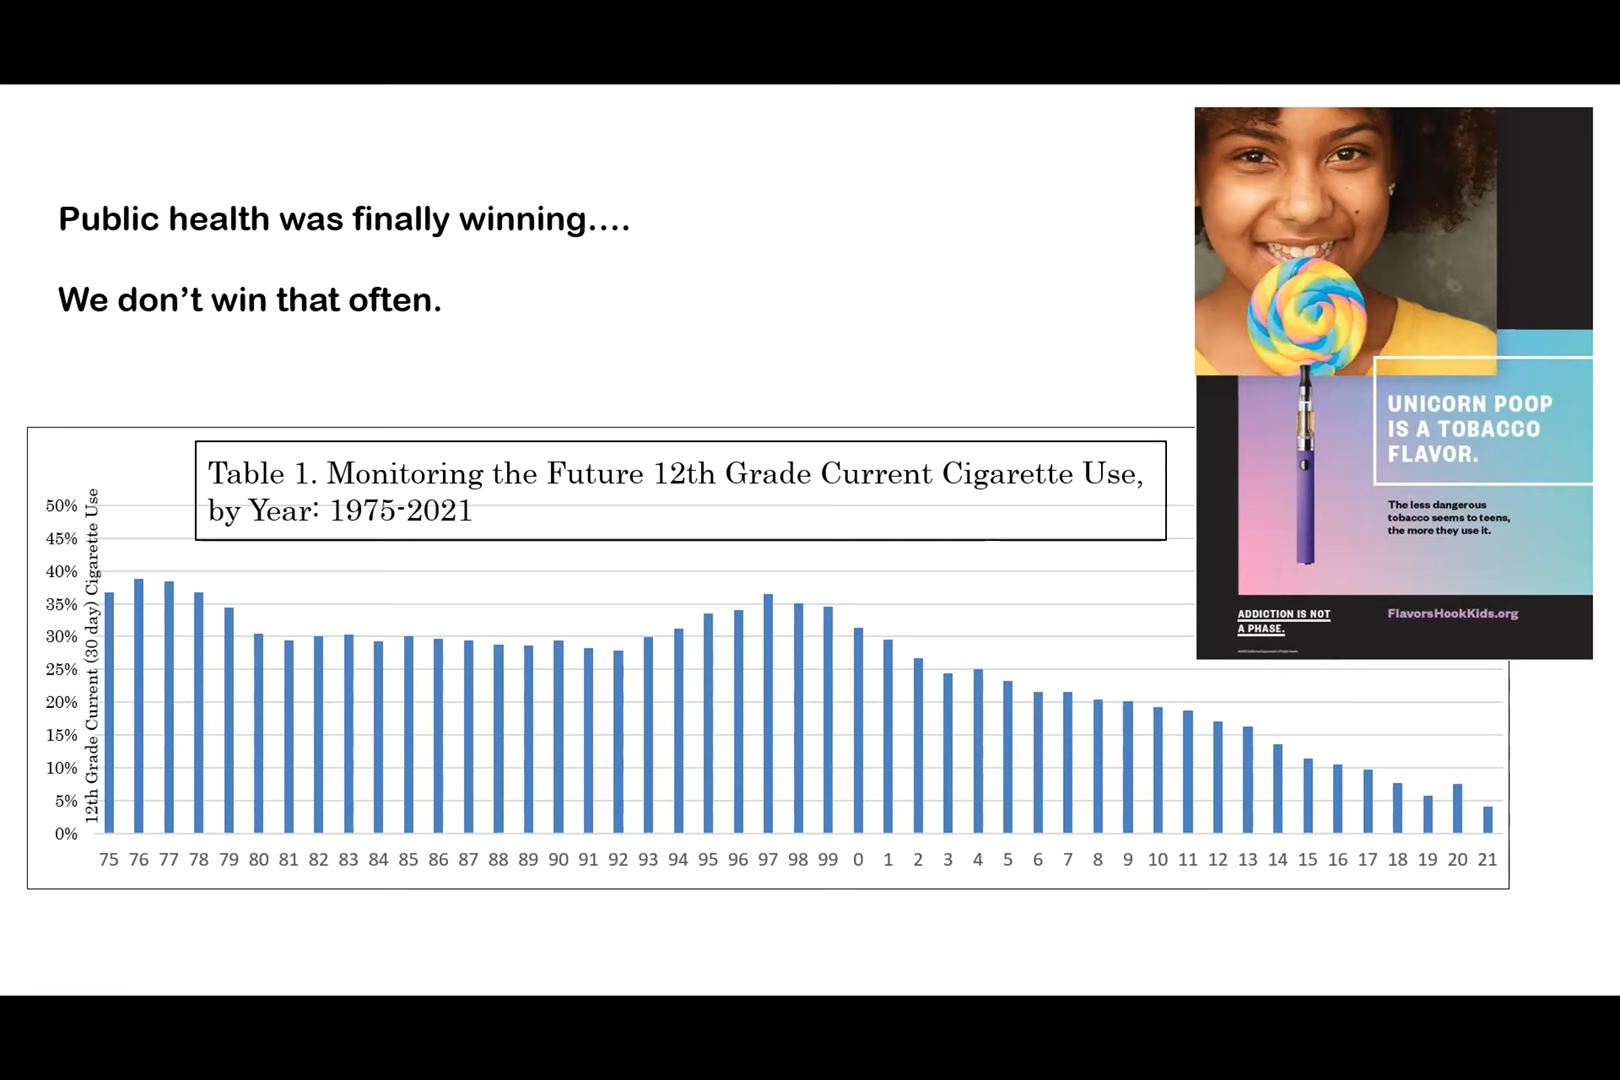 Public health was finally winning....
We don’t win that often.
UNICORN POOP
IS A TOBACCO
FLAVOR.
The less dangerous
tobacco seems to teens,
the more they use it.
ADDICTION IS NOT
A PHASE.
FlavorsHookKids.org
Table 1. Monitoring the Future 12th Grade Current Cigarette Use,
by Year: 1975-2021
12th Grade Current (30 day) Cigarette Use
50%
45%
40%
35%
30%
25%
20%
15%
10%
5%
0%
75 76 77 78 79 80 81 82 83 84 85 86 87 88 89 90 91 92 93 94 95 96 97 98 99 0 1 2 3 4 5 6 7 8 9 10 11 12 13 14 15 16 17 18 19 20 21